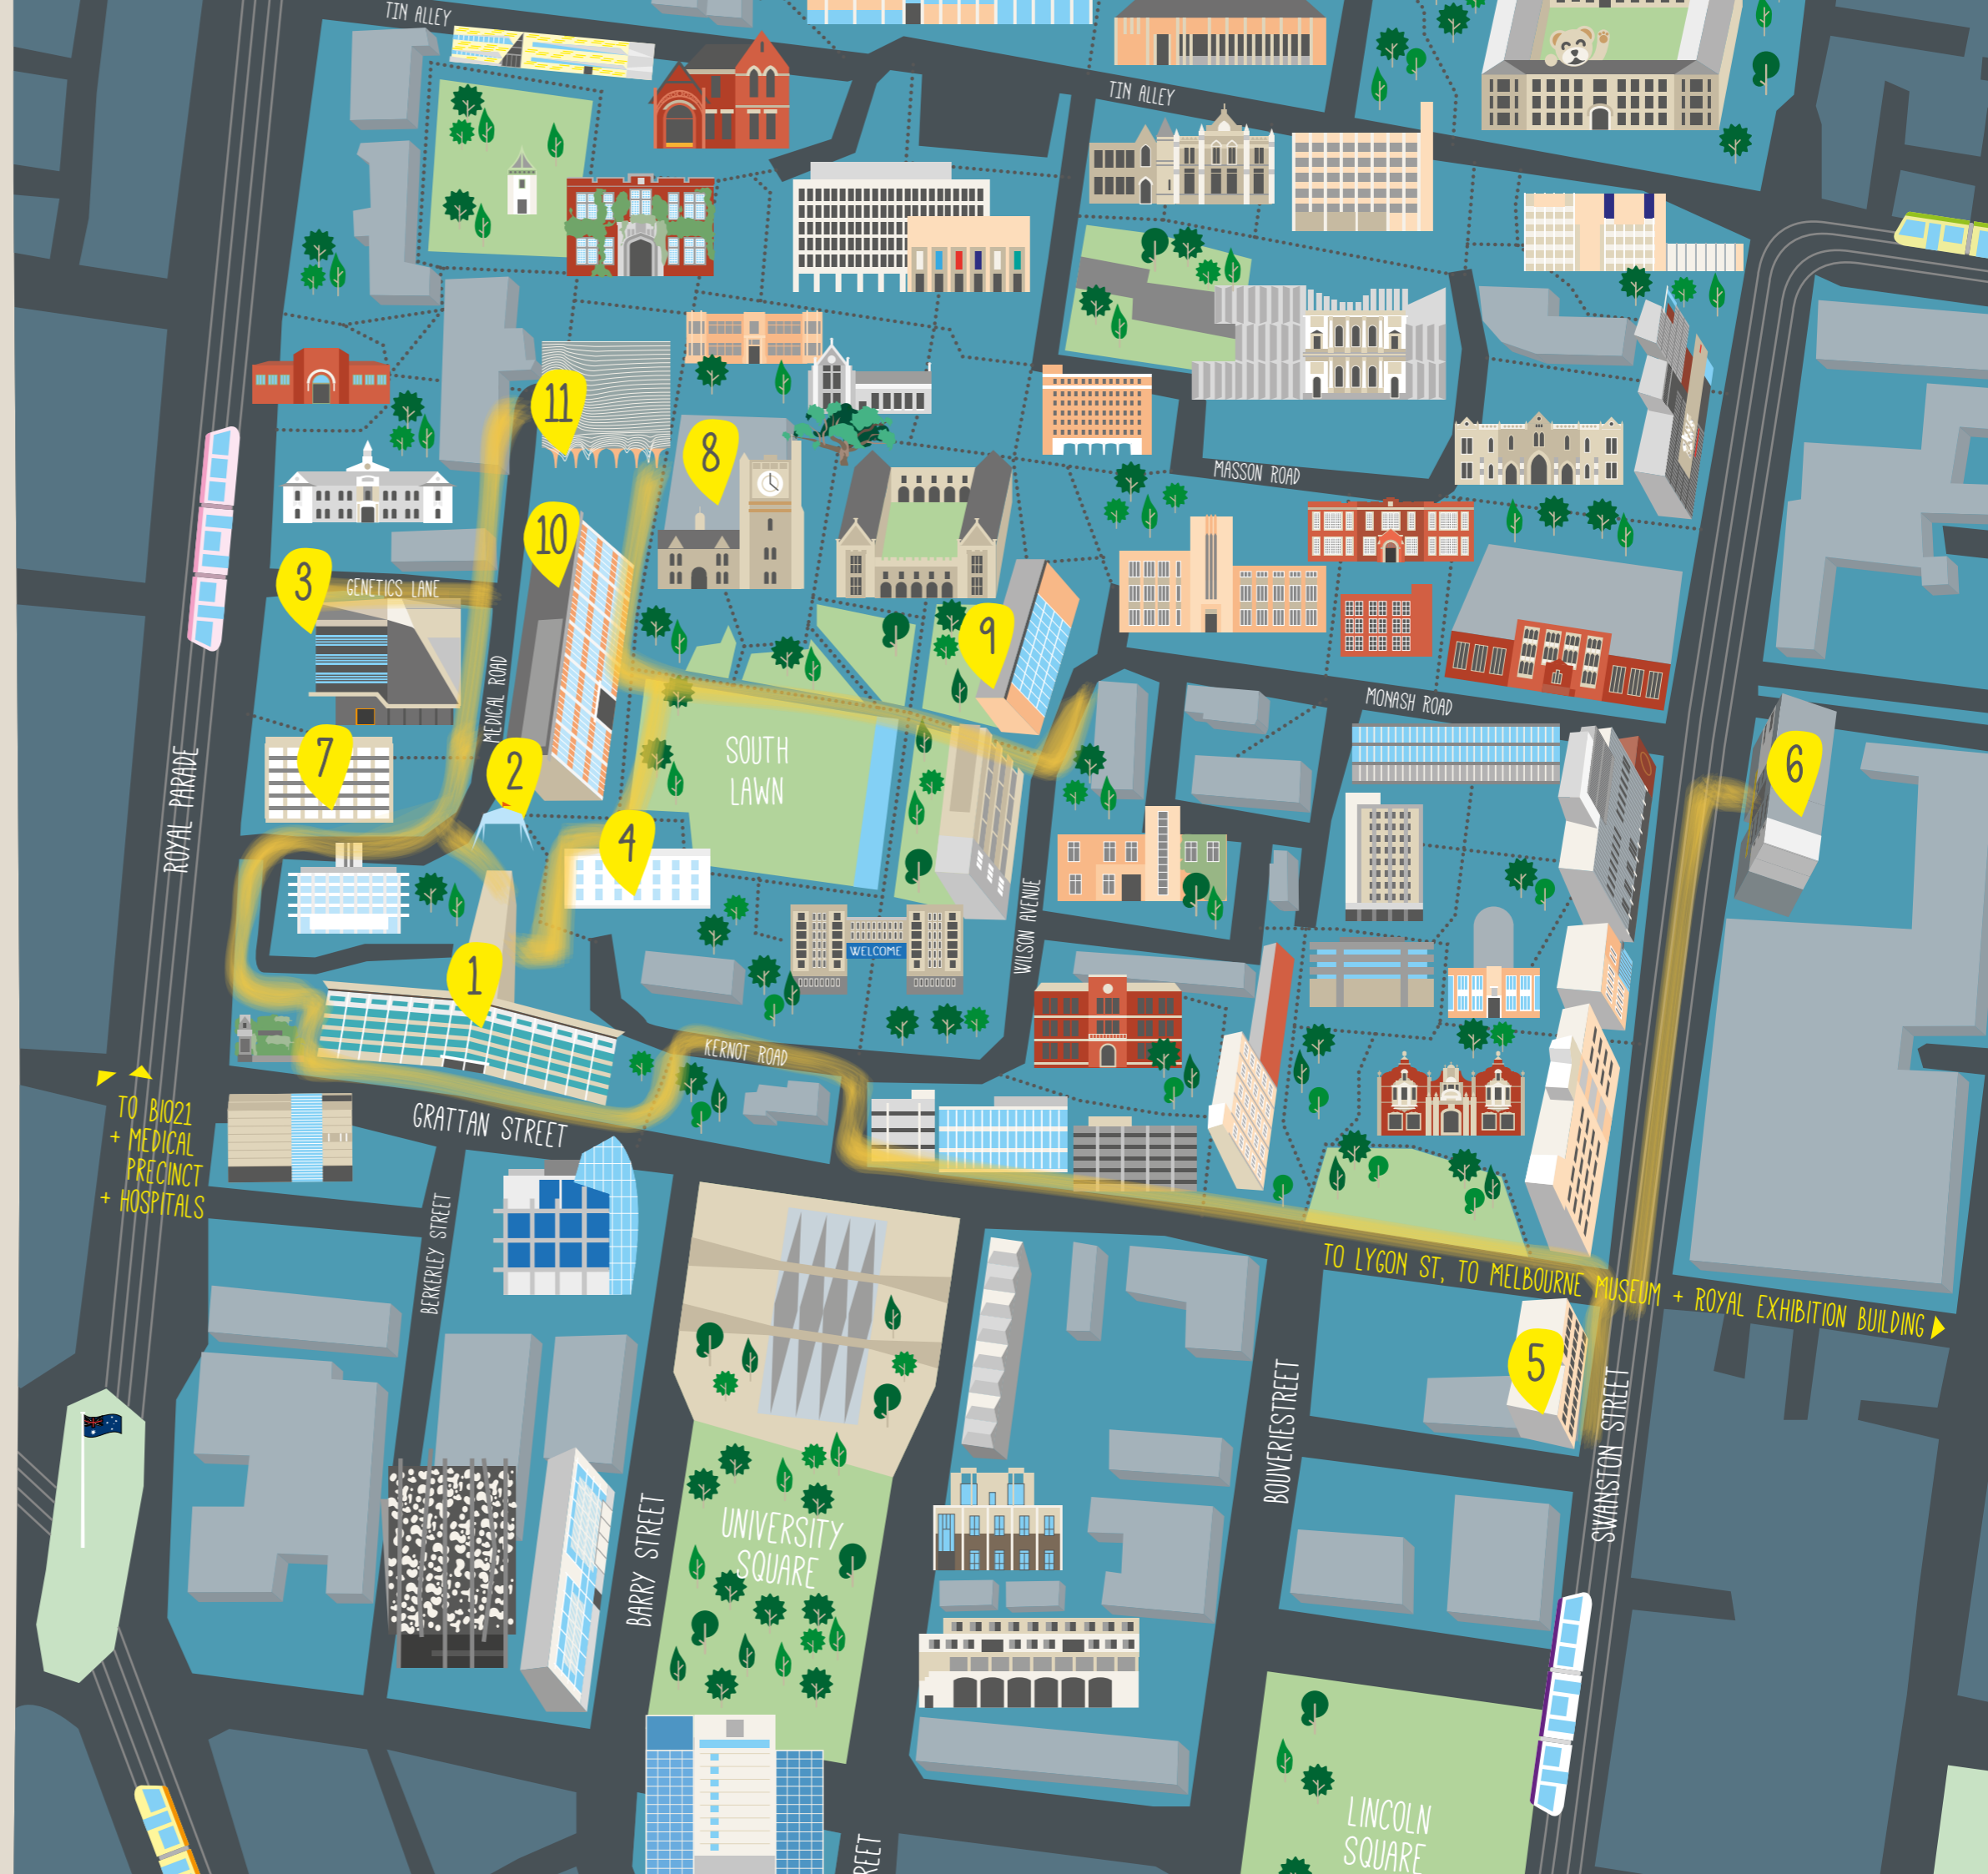 TIN ALLEY
TIN ALLEY
11
8
MASSON ROAD
10
3
GENETICS LANE
9
MEDICAL ROAD
MONASH ROAD
SOUTH
LAWN
7
2
6
ROYAL PARADE
4
WILSON AVENUE
WELCOME
1
KERNOT ROAD
GRATTAN STREET
TO BIO21
+ MEDICAL
PRECINCT
+ HOSPITALS
BERKERLEY STREET
TO LYGON ST, TO MELBOURNE MUSEUM + ROYAL EXHIBITION BUILDING
5
BOUVERIESTREET
SWANSTON STREET
BARRY STREET
UNIVERSITY
SQUARE
LINCOLN
SQUARE
REET